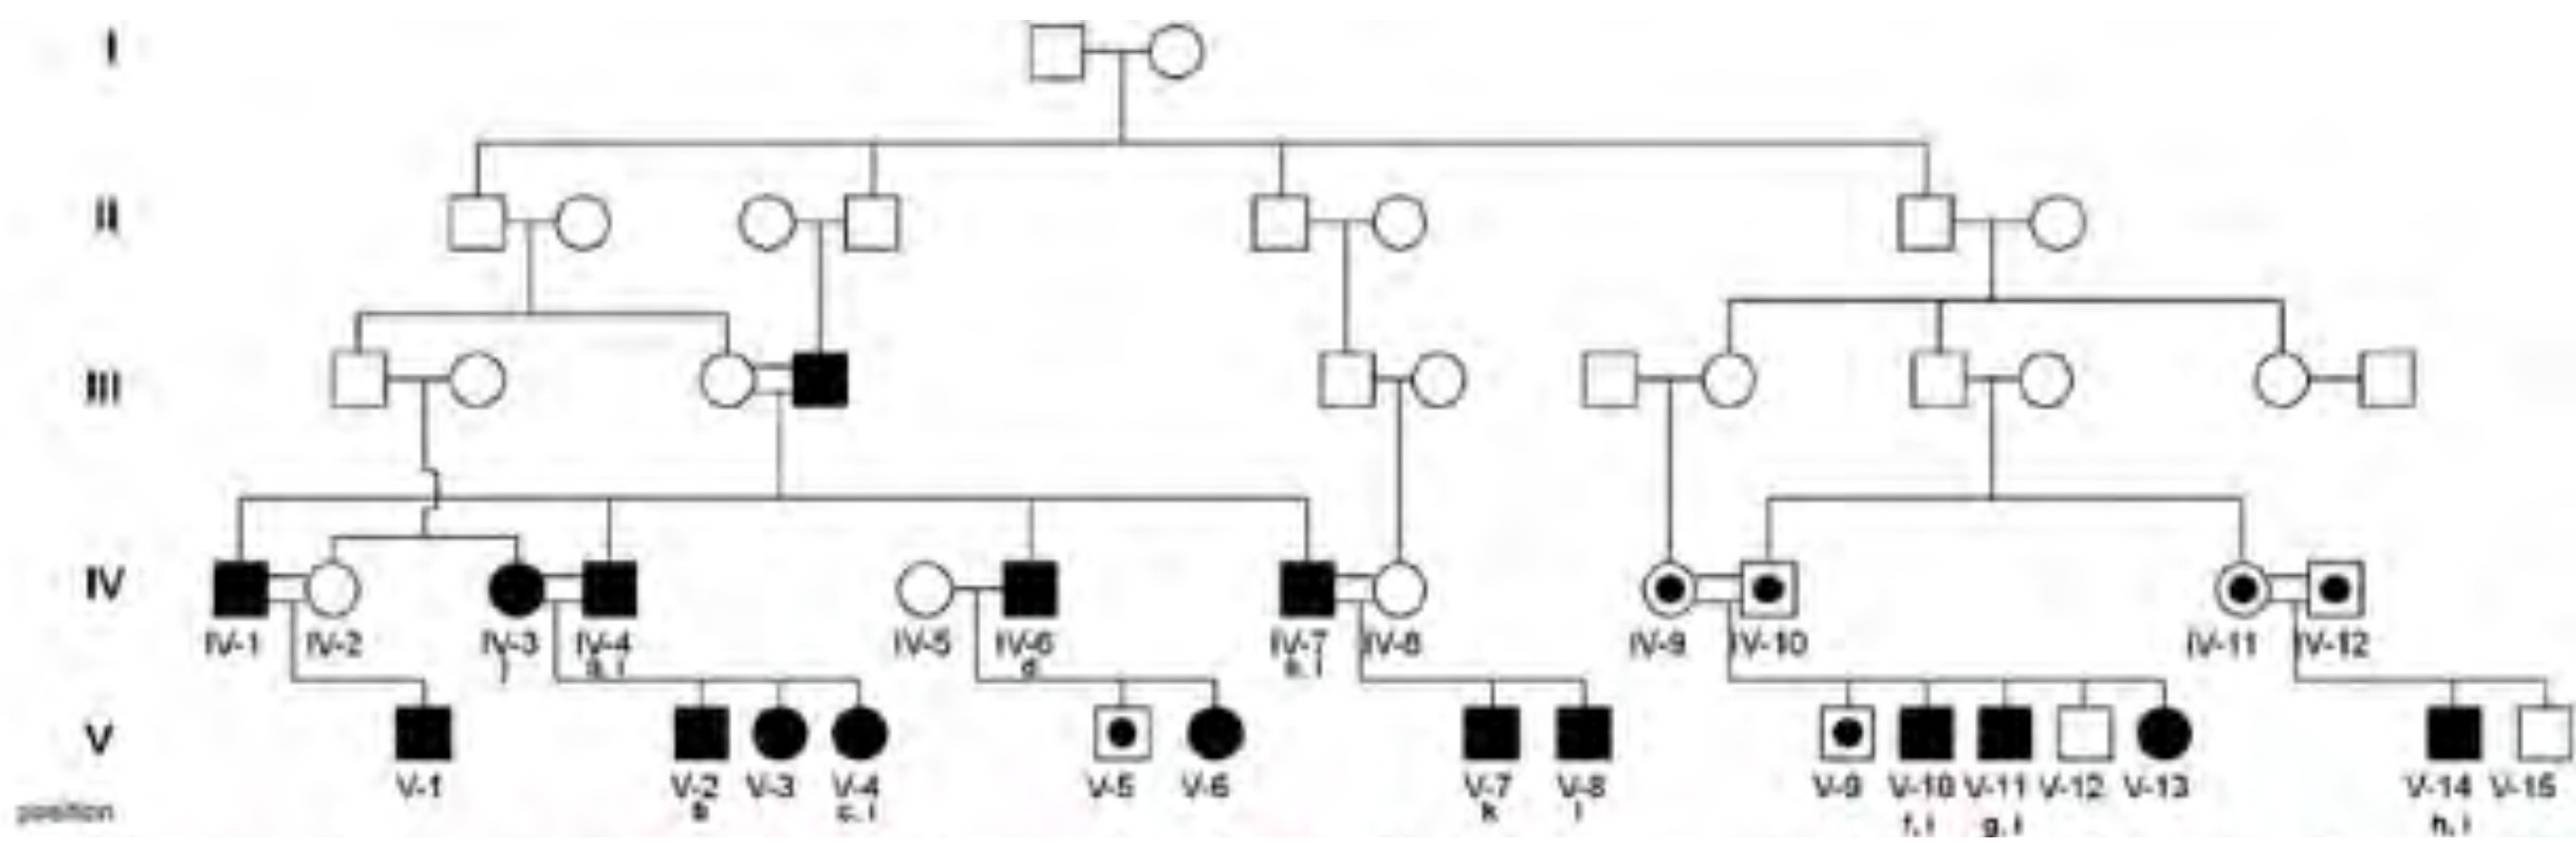 I
II
III
IV
IV-1 IV-2 IV-3 IV-4 IV-5 IV-6 IV-7 IV-8 IV-9 IV-10 IV-11 IV-12
d
V
V-1 V-2 V-3 V-4 V-5 V-6 V-7 V-8 V-9 V-10 V-11 V-12 V-13 V-14 V-15
position c, i k f, i g, i h, i